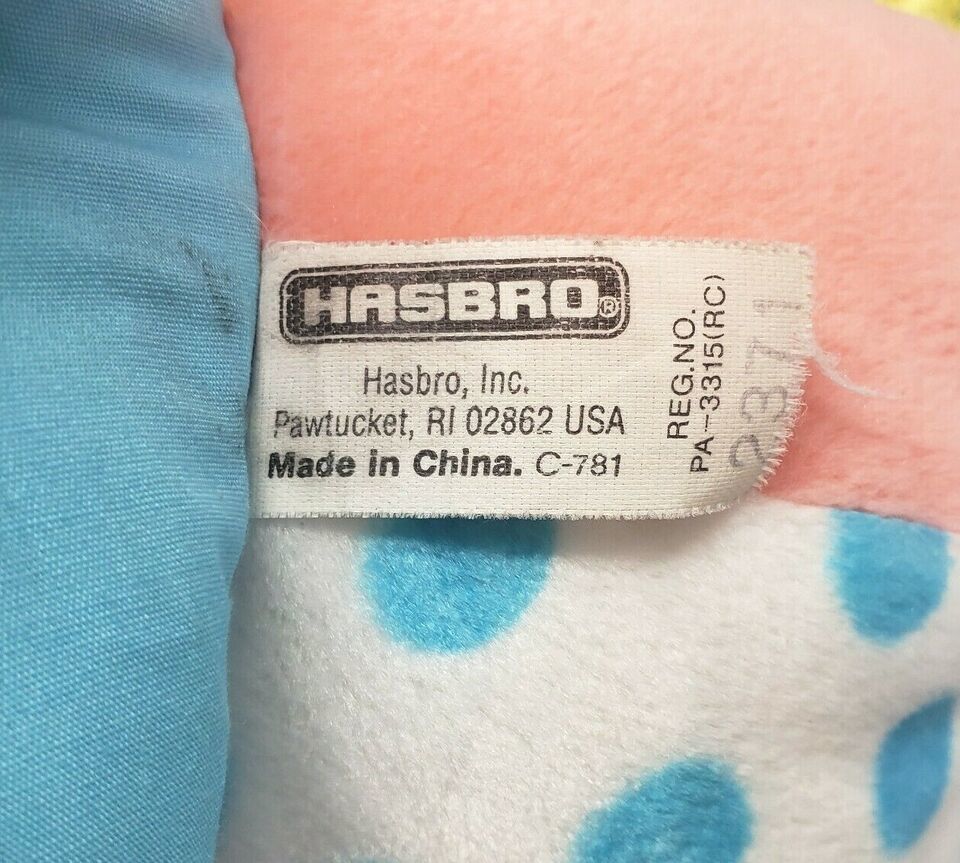 HASBRO®
Hasbro, Inc.
Pawtucket, RI 02862 USA
Made in China. C-781
REG.NO.
PA-3315(RC)